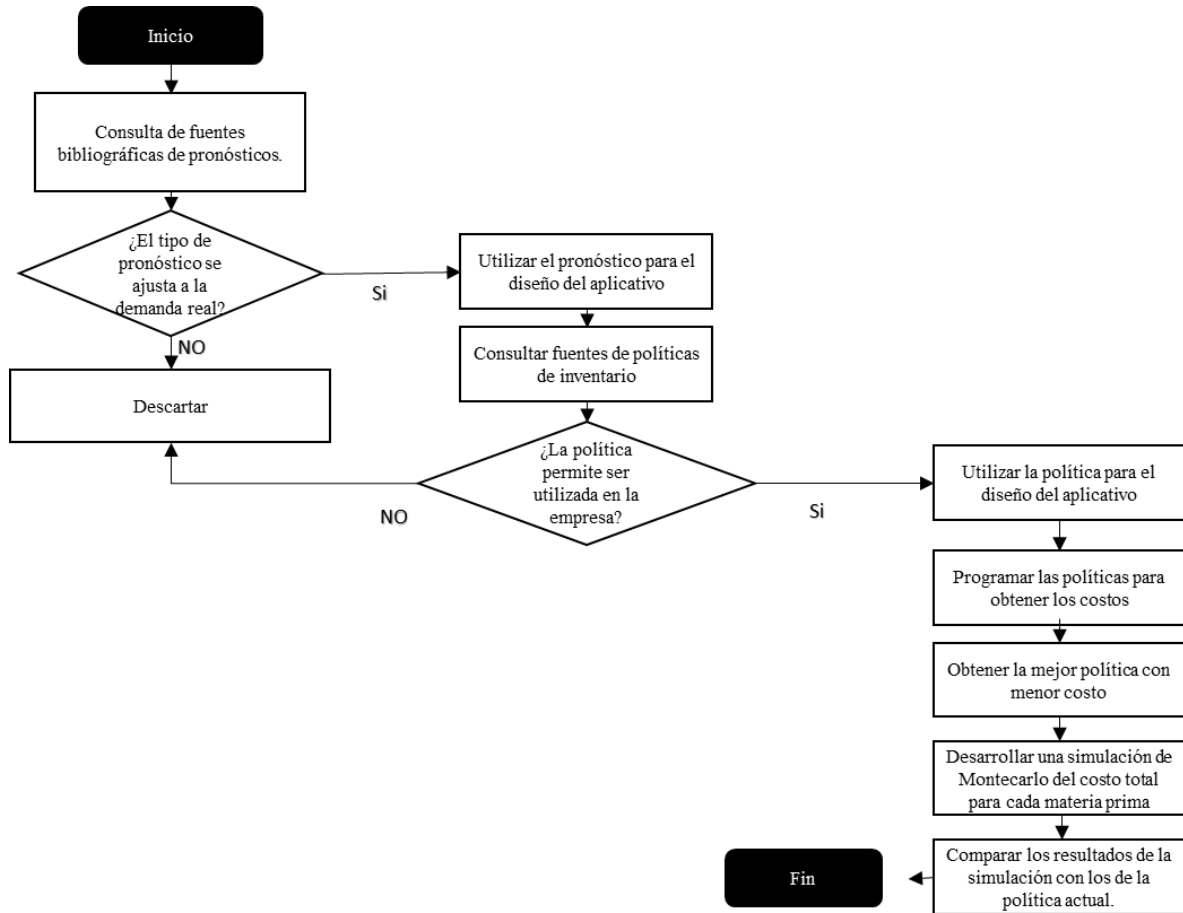 Inicio
Consulta de fuentes
bibliográficas de pronósticos.
¿El tipo de
pronóstico se
ajusta a la
demanda real?
Si
NO
Descartar
Utilizar el pronóstico para el
diseño del aplicativo
Consultar fuentes de políticas
de inventario
¿La política
permite ser
utilizada en la
empresa?
NO
Si
Utilizar la política para el
diseño del aplicativo
Programar las políticas para
obtener los costos
Obtener la mejor política con
menor costo
Desarrollar una simulación de
Montecarlo del costo total
para cada materia prima
Comparar los resultados de la
simulación con los de la
política actual.
Fin